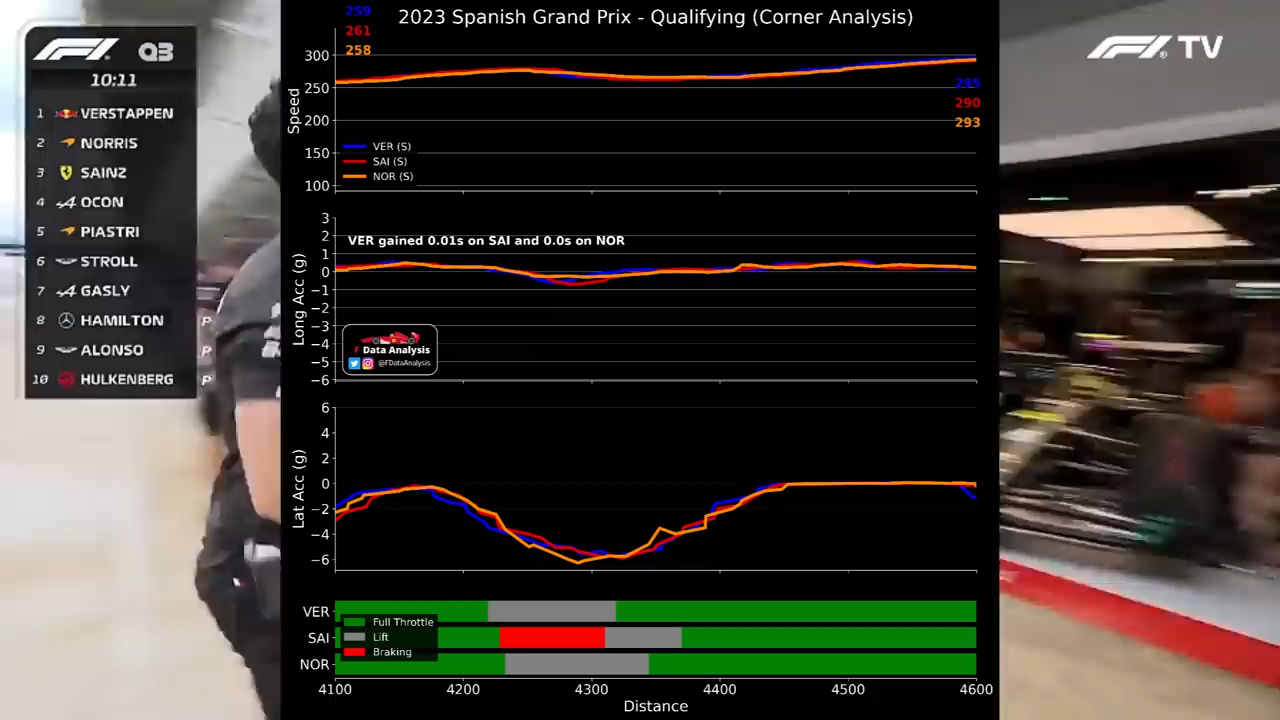 F1 Q3
10:11
1 VERSTAPPEN
2 NORRIS
3 SAINZ
4 OCON
5 PIASTRI
6 STROLL
7 GASLY
8 HAMILTON P
9 ALONSO P
10 HULKENBERG P
2023 Spanish Grand Prix - Qualifying (Corner Analysis)
259
261
258
Speed
300
250
200
150
100
295
290
293
VER (S)
SAI (S)
NOR (S)
Long Acc (g)
3
2
1
0
−1
−2
−3
−4
−5
−6
VER gained 0.01s on SAI and 0.0s on NOR
F Data Analysis
@FDataAnalysis
Lat Acc (g)
6
4
2
0
−2
−4
−6
VER
SAI
NOR
Full Throttle
Lift
Braking
4100 4200 4300 4400 4500 4600
Distance
F1 TV